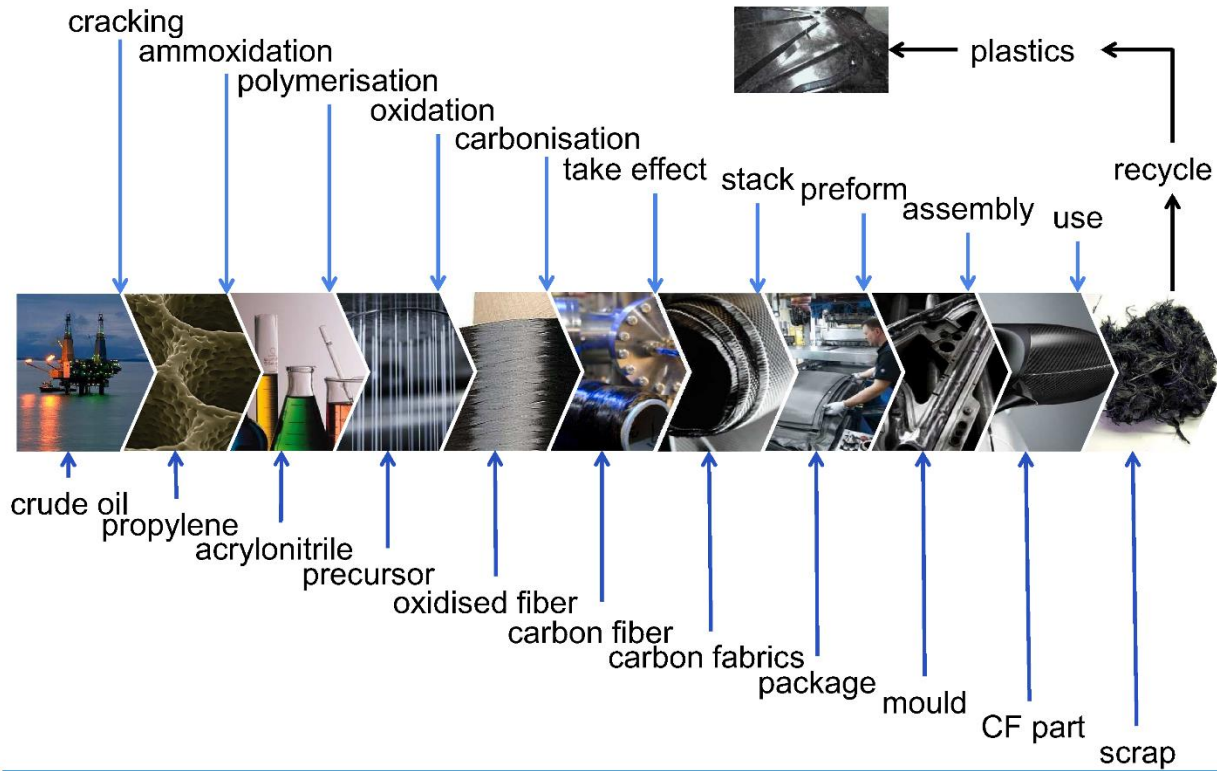 cracking
ammoxidation
polymerisation
oxidation
carbonisation
take effect
stack
preform
assembly
use
plastics
recycle
crude oil
propylene
acrylonitrile
precursor
oxidised fiber
carbon fiber
carbon fabrics
package
mould
CF part
scrap